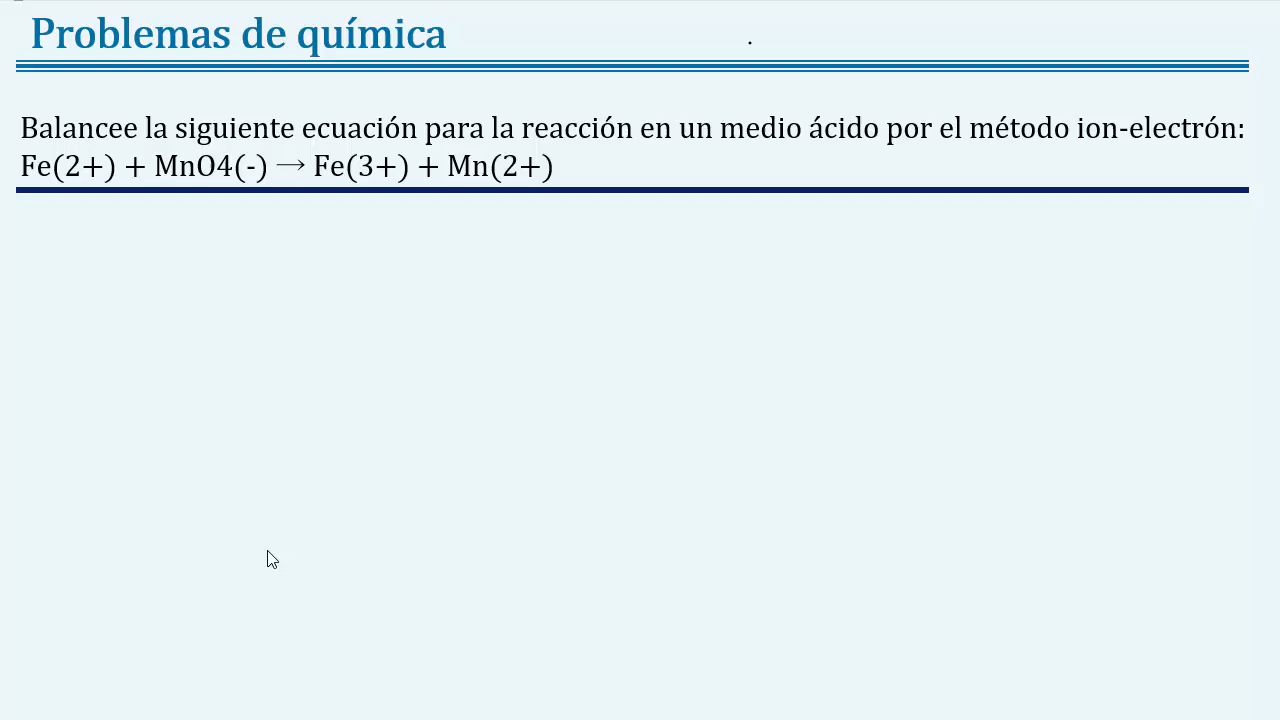 Problemas de química
.
Balancee la siguiente ecuación para la reacción en un medio ácido por el método ion-electrón:
Fe(2+) + MnO4(-) → Fe(3+) + Mn(2+)